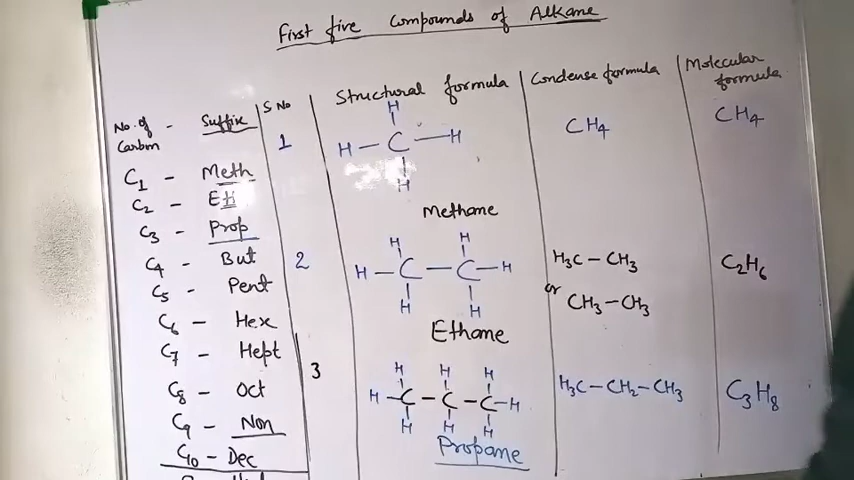 First five Compounds of Alkane
No. of Carbon - Suffix
S No
Structural formula
Condense formula
Molecular formula
C₁ - Meth
C₂ - Eth
C₃ - Prop
C₄ - But
C₅ - Pent
C₆ - Hex
C₇ - Hept
C₈ - Oct
C₉ - Non
C₁₀ - Dec
1
H
H - C - H
H
Methane
CH₄
CH₄
2
H H
H - C - C - H
H H
Ethane
H₃C - CH₃
or
CH₃ - CH₃
C₂H₆
3
H H H
H - C - C - C - H
H H H
Propane
H₃C - CH₂ - CH₃
C₃H₈